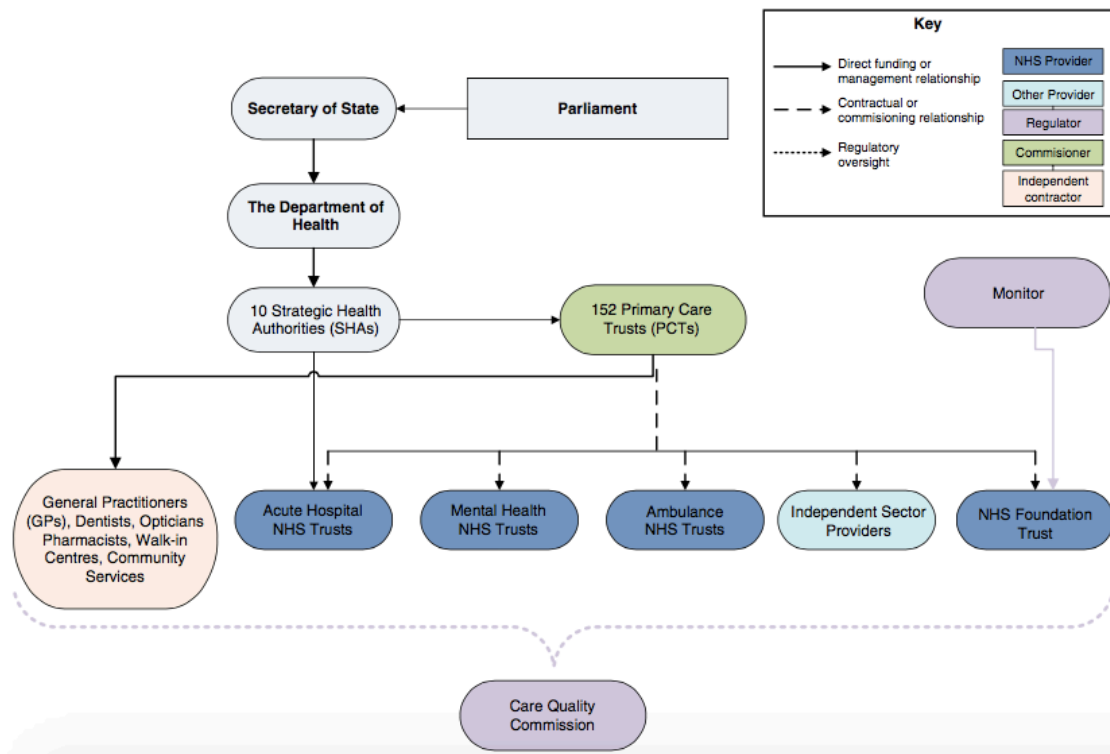 Key
Direct funding or
management relationship
Contractual or
commisioning relationship
Regulatory
oversight
NHS Provider
Other Provider
Regulator
Commisioner
Independent
contractor
Secretary of State
Parliament
The Department of
Health
10 Strategic Health
Authorities (SHAs)
152 Primary Care
Trusts (PCTs)
Monitor
General Practitioners
(GPs), Dentists, Opticians
Pharmacists, Walk-in
Centres, Community
Services
Acute Hospital
NHS Trusts
Mental Health
NHS Trusts
Ambulance
NHS Trusts
Independent Sector
Providers
NHS Foundation
Trust
Care Quality
Commission